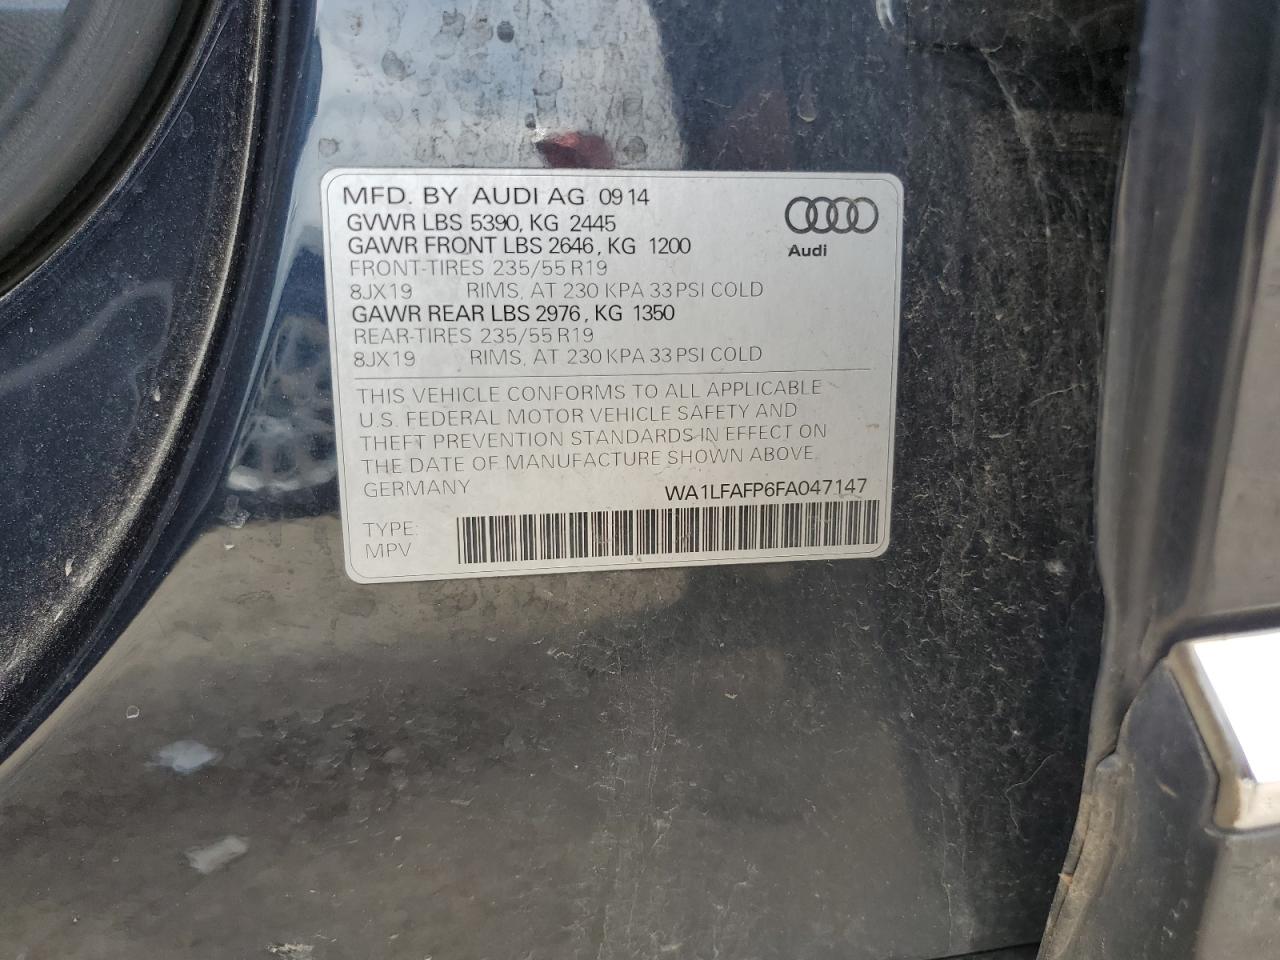 MFD. BY AUDI AG 09 14
GVWR LBS 5390, KG 2445
GAWR FRONT LBS 2646, KG 1200
FRONT-TIRES 235/55 R19
8JX19 RIMS, AT 230 KPA 33 PSI COLD
GAWR REAR LBS 2976, KG 1350
REAR-TIRES 235/55 R19
8JX19 RIMS, AT 230 KPA 33 PSI COLD
Audi
THIS VEHICLE CONFORMS TO ALL APPLICABLE
U.S. FEDERAL MOTOR VEHICLE SAFETY AND
THEFT PREVENTION STANDARDS IN EFFECT ON
THE DATE OF MANUFACTURE SHOWN ABOVE.
GERMANY WA1LFAFP6FA047147
TYPE:
MPV